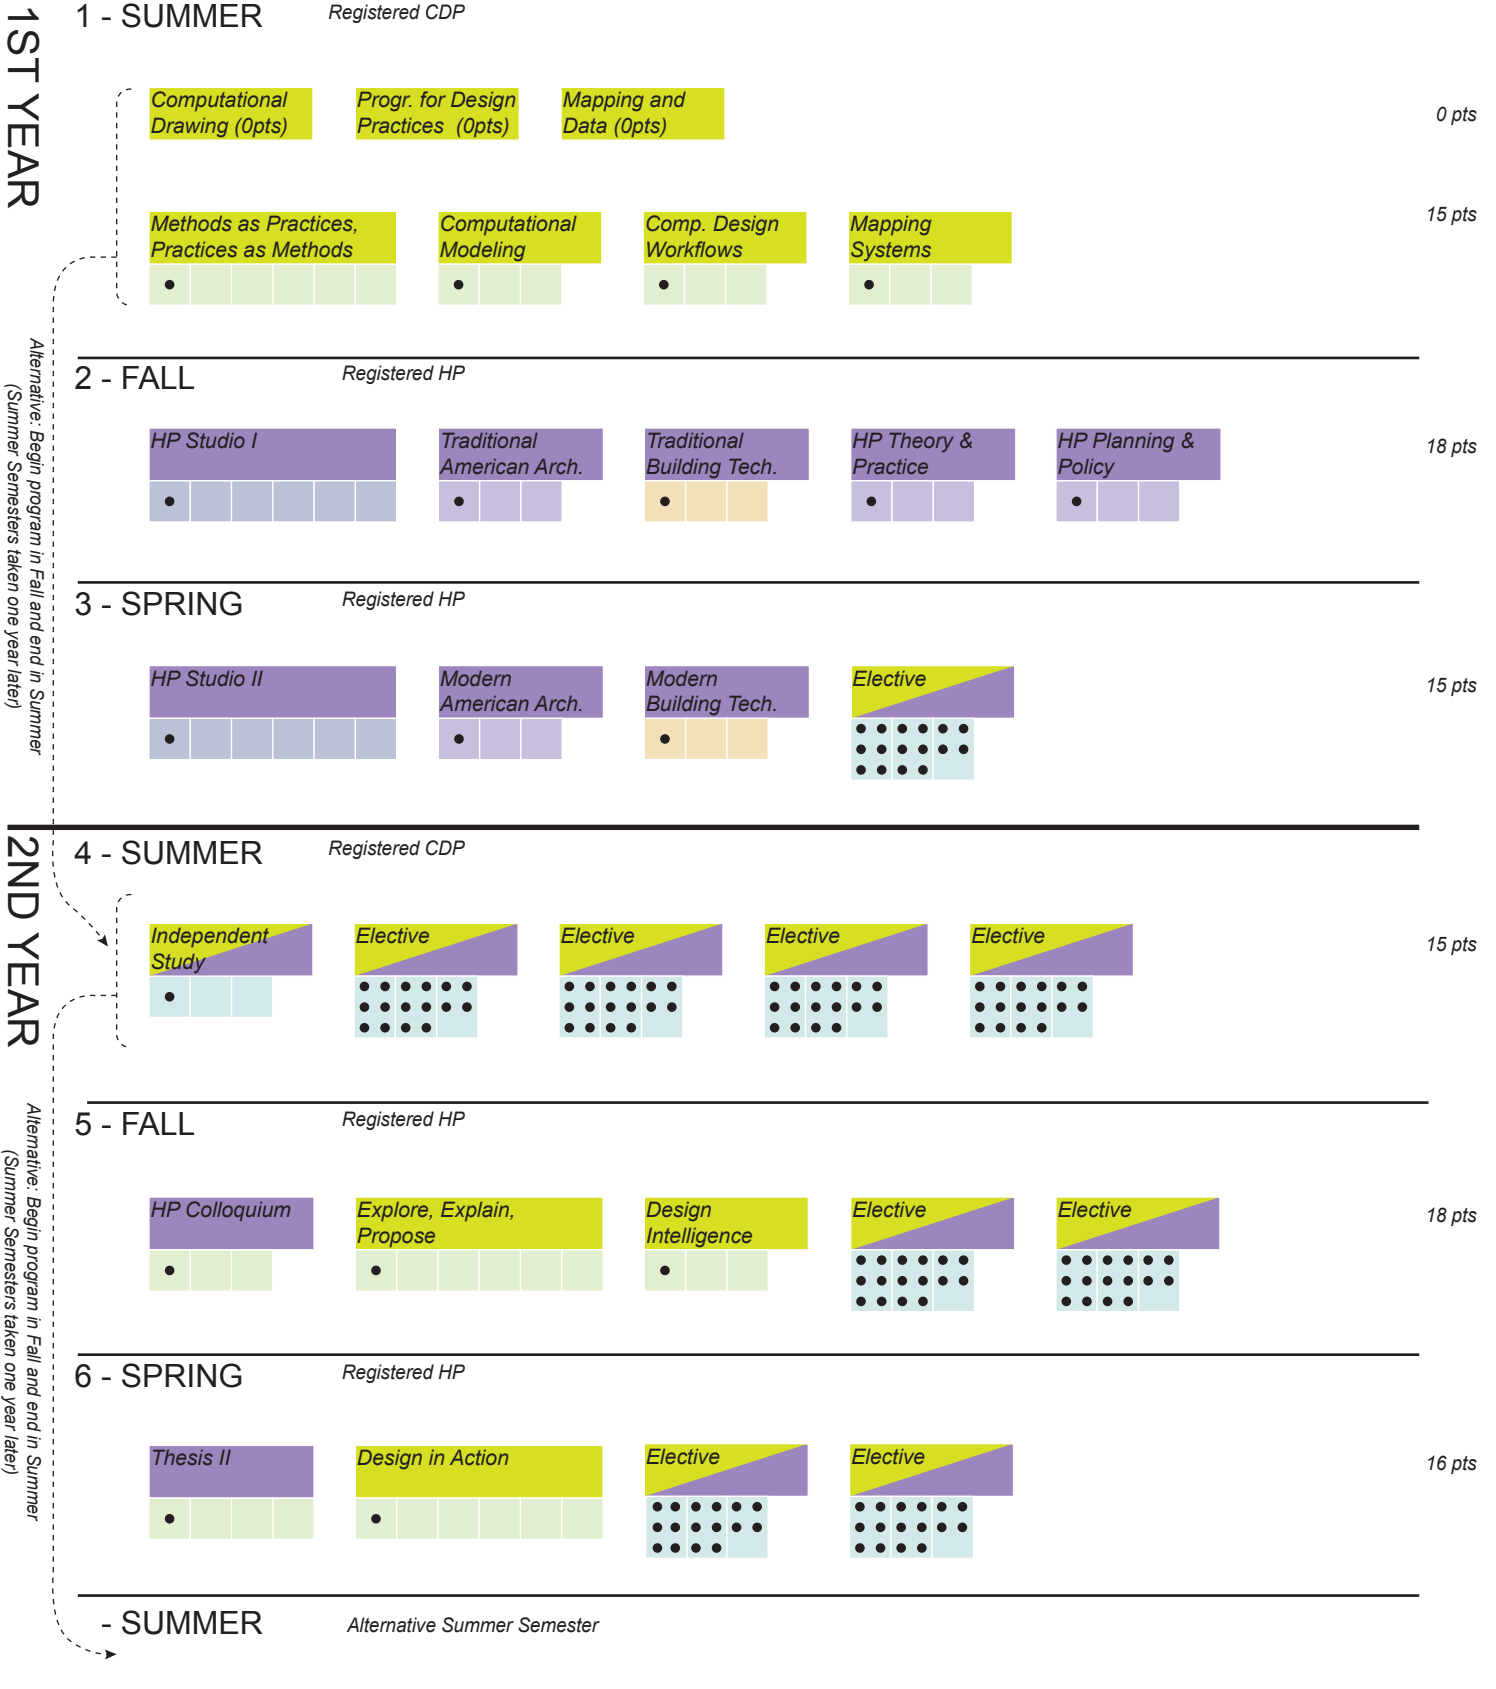 1ST YEAR
1 - SUMMER
Registered CDP
Computational
Drawing (0pts)
Progr. for Design
Practices (0pts)
Mapping and
Data (0pts)
0 pts
Methods as Practices,
Practices as Methods
Computational
Modeling
Comp. Design
Workflows
Mapping
Systems
15 pts
Alternative: Begin program in Fall and end in Summer
(Summer Semesters taken one year later)
2 - FALL
Registered HP
HP Studio I
Traditional
American Arch.
Traditional
Building Tech.
HP Theory &
Practice
HP Planning &
Policy
18 pts
3 - SPRING
Registered HP
HP Studio II
Modern
American Arch.
Modern
Building Tech.
Elective
15 pts
2ND YEAR
4 - SUMMER
Registered CDP
Independent
Study
Elective
Elective
Elective
Elective
15 pts
Alternative: Begin program in Fall and end in Summer
(Summer Semesters taken one year later)
5 - FALL
Registered HP
HP Colloquium
Explore, Explain,
Propose
Design
Intelligence
Elective
Elective
18 pts
6 - SPRING
Registered HP
Thesis II
Design in Action
Elective
Elective
16 pts
- SUMMER
Alternative Summer Semester